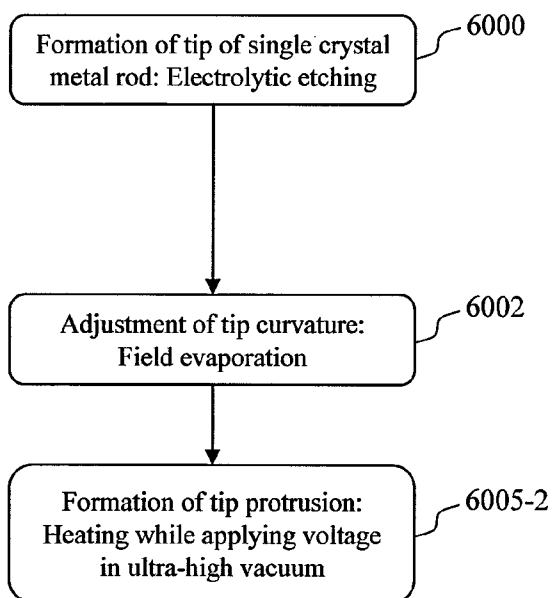 Formation of tip of single crystal
metal rod: Electrolytic etching
6000
Adjustment of tip curvature:
Field evaporation
6002
Formation of tip protrusion:
Heating while applying voltage
in ultra-high vacuum
6005-2